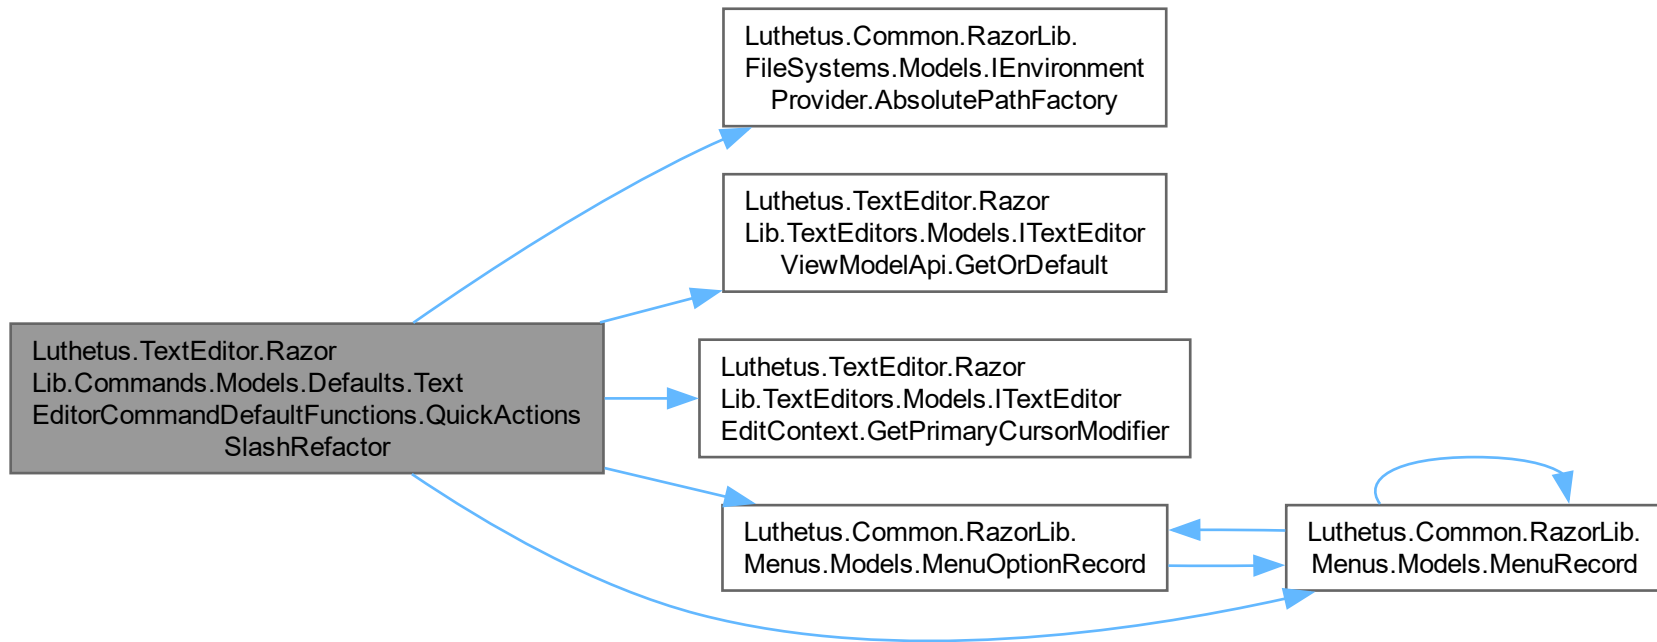 Luthetus.Common.RazorLib.
FileSystems.Models.IEnvironment
Provider.AbsolutePathFactory
Luthetus.TextEditor.Razor
Lib.TextEditors.Models.ITextEditor
ViewModelApi.GetOrDefault
Luthetus.TextEditor.Razor
Lib.Commands.Models.Defaults.Text
EditorCommandDefaultFunctions.QuickActions
SlashRefactor
Luthetus.TextEditor.Razor
Lib.TextEditors.Models.ITextEditor
EditContext.GetPrimaryCursorModifier
Luthetus.Common.RazorLib.
Menus.Models.MenuOptionRecord
Luthetus.Common.RazorLib.
Menus.Models.MenuRecord